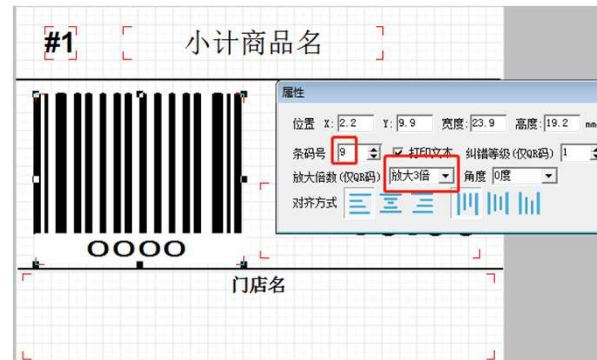 #1 小计商品名
属性
位置 X: 2.2 Y: 9.9 宽度: 23.9 高度: 19.2 mm
条码号 9 打印文本 纠错等级(仅QR码) 1
放大倍数(仅QR码) 放大3倍 角度 0度
对齐方式
0000
门店名